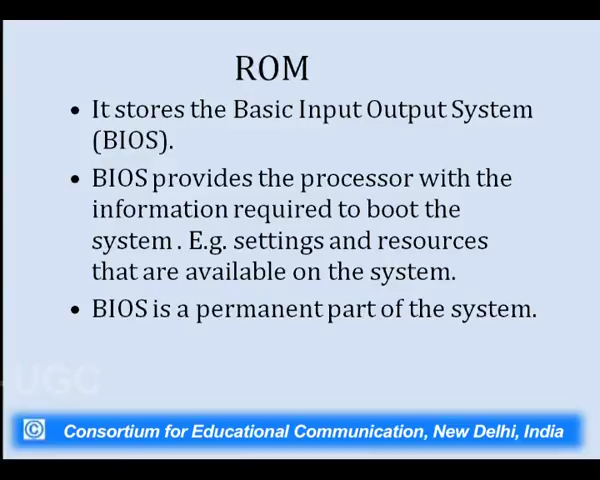 ROM
• It stores the Basic Input Output System
(BIOS).
• BIOS provides the processor with the
information required to boot the
system . E.g. settings and resources
that are available on the system.
• BIOS is a permanent part of the system.
UGC
© Consortium for Educational Communication, New Delhi, India